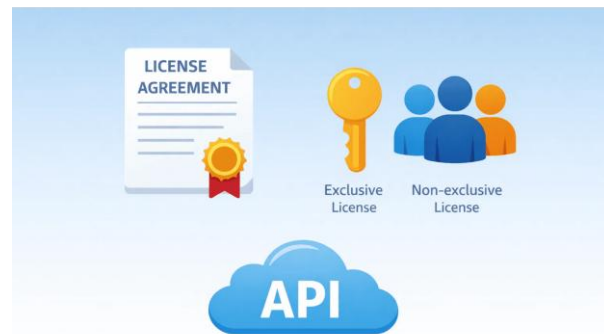 LICENSE
AGREEMENT
Exclusive
License
Non-exclusive
License
API